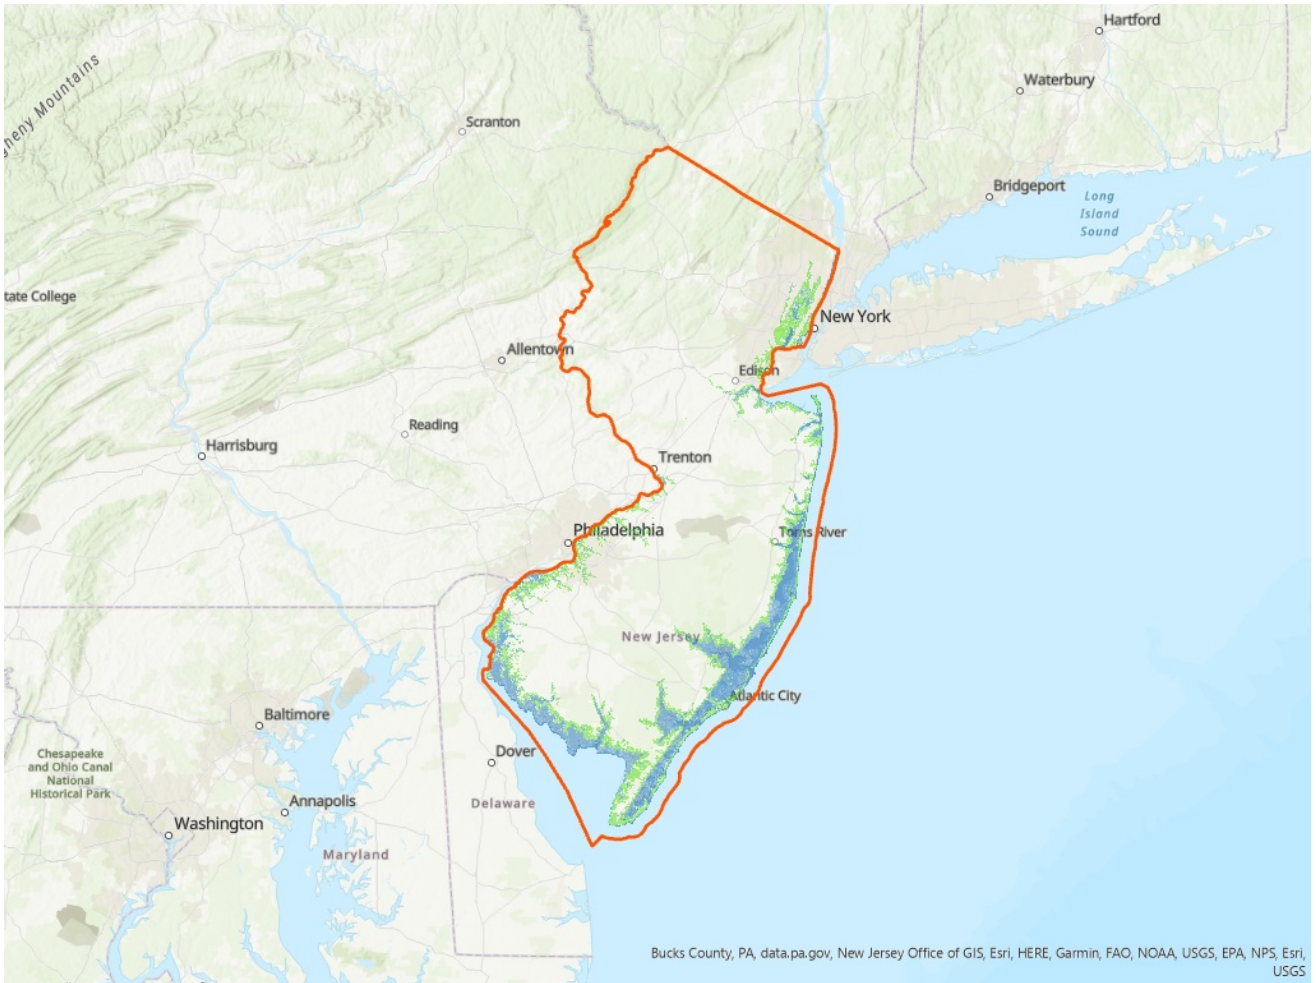 Hartford
Waterbury
gheny Mountains
Scranton
Bridgeport
Long
Island
Sound
tate College
New York
Allentown
Edison
Reading
Harrisburg
Trenton
Philadelphia
Toms River
New Jersey
Atlantic City
Baltimore
Dover
Chesapeake
and Ohio Canal
National
Historical Park
Annapolis
Delaware
Washington
Maryland
Bucks County, PA, data.pa.gov, New Jersey Office of GIS, Esri, HERE, Garmin, FAO, NOAA, USGS, EPA, NPS, Esri,
USGS